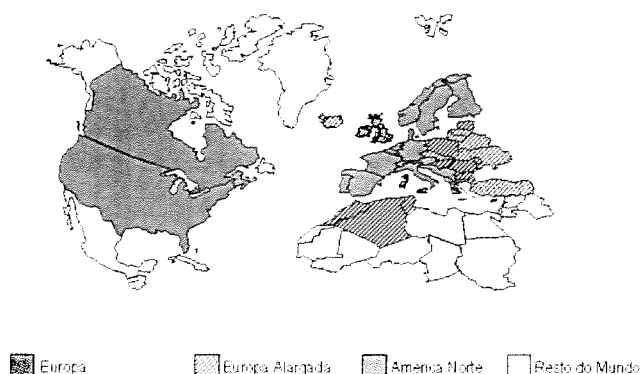 Europa
Europa Alargada
America Norte
Resto do Mundo